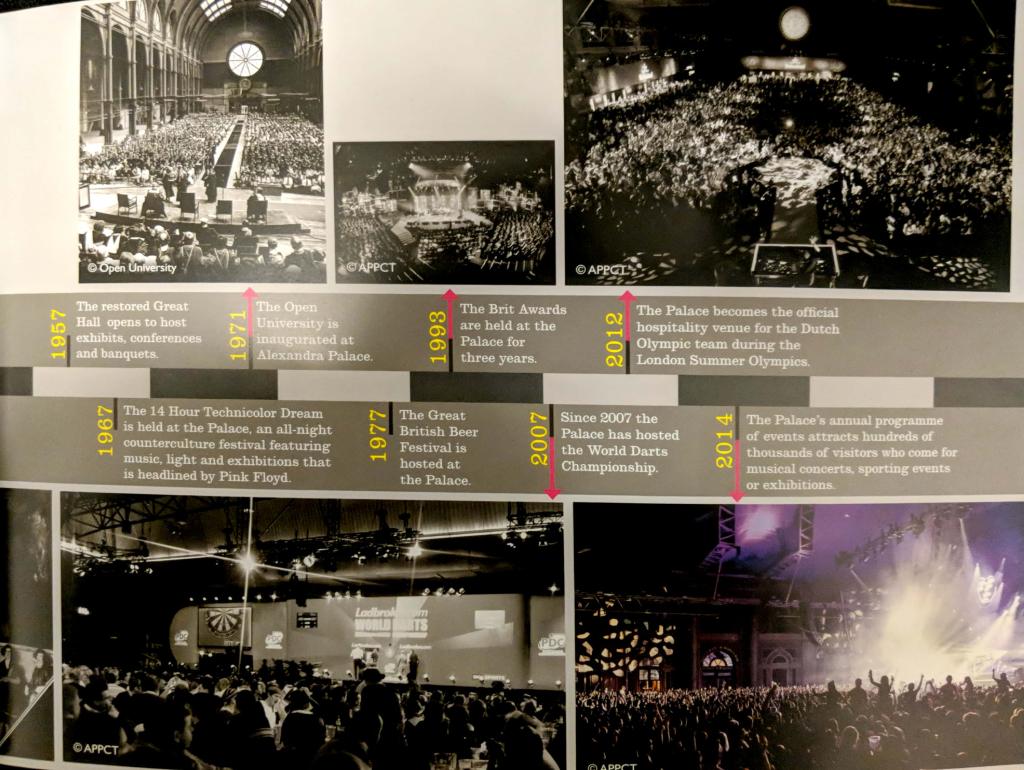 © Open University
© APPCT
© APPCT
1957
The restored Great
Hall opens to host
exhibits, conferences
and banquets.
1971
The Open
University is
inaugurated at
Alexandra Palace.
1993
The Brit Awards
are held at the
Palace for
three years.
2012
The Palace becomes the official
hospitality venue for the Dutch
Olympic team during the
London Summer Olympics.
1967
The 14 Hour Technicolor Dream
is held at the Palace, an all-night
counterculture festival featuring
music, light and exhibitions that
is headlined by Pink Floyd.
1977
The Great
British Beer
Festival is
hosted at
the Palace.
2007
Since 2007 the
Palace has hosted
the World Darts
Championship.
2014
The Palace's annual programme
of events attracts hundreds of
thousands of visitors who come for
musical concerts, sporting events
or exhibitions.
Ladbrokes.com
WORLD DARTS
PDC
© APPCT
© APPCT